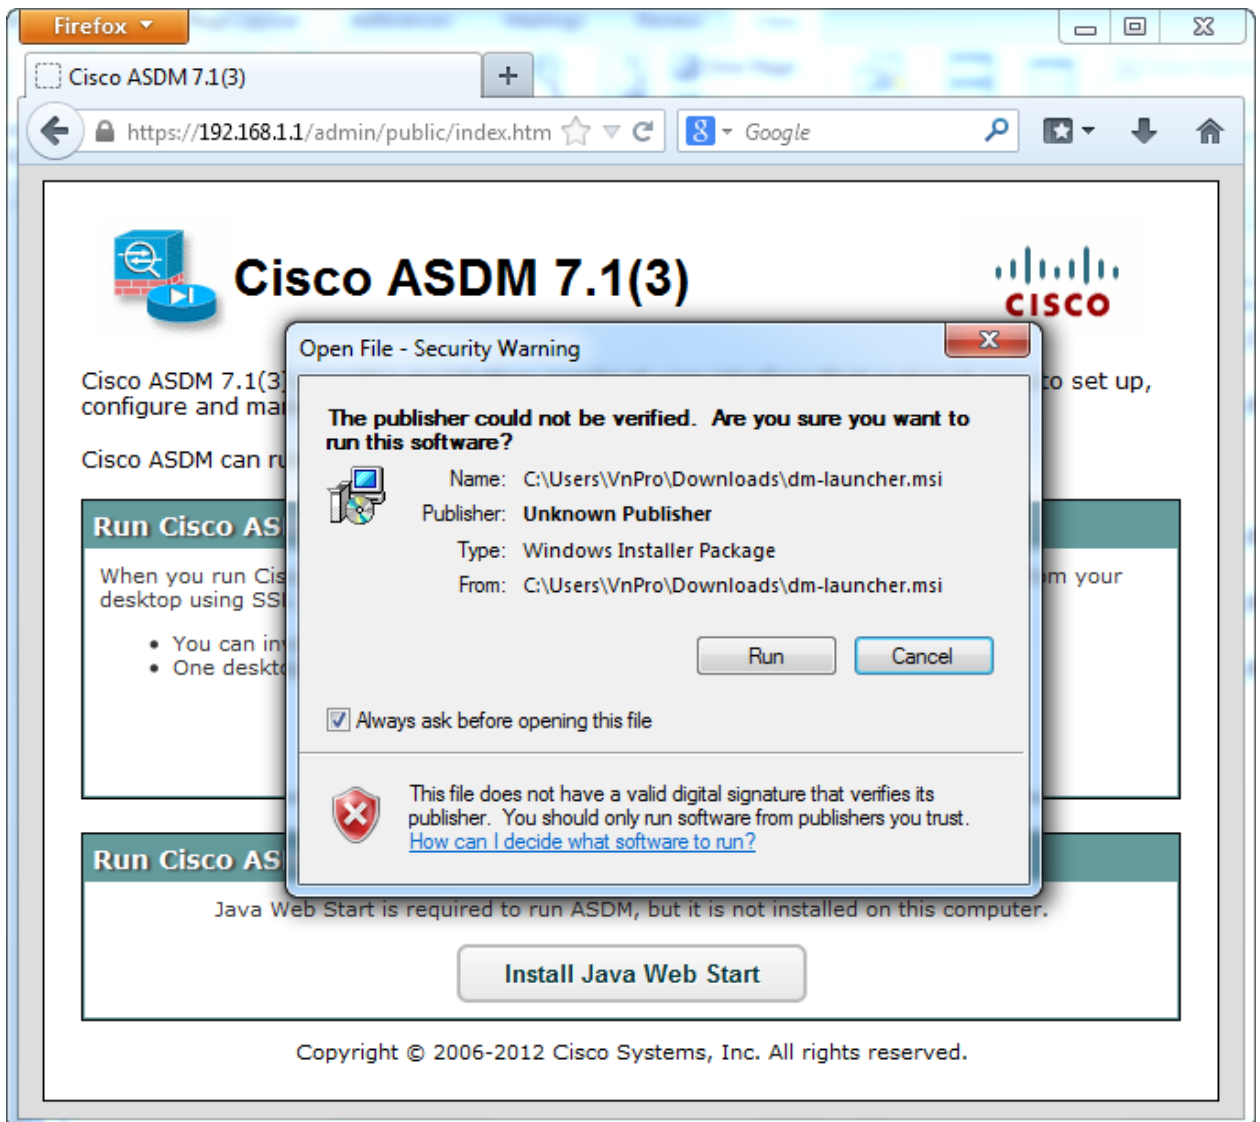 Firefox
Cisco ASDM 7.1(3)
https://192.168.1.1/admin/public/index.htm
8 Google
Cisco ASDM 7.1(3)
CISCO
Open File - Security Warning
Cisco ASDM 7.1(3)
to set up,
configure and
Cisco ASDM can
The publisher could not be verified. Are you sure you want to
run this software?
Name: C:\Users\VnPro\Downloads\dm-launcher.msi
Publisher: Unknown Publisher
Type: Windows Installer Package
From: C:\Users\VnPro\Downloads\dm-launcher.msi
Run Cancel
Always ask before opening this file
This file does not have a valid digital signature that verifies its
publisher. You should only run software from publishers you trust.
How can I decide what software to run?
Run Cisco
When you run
your
desktop using
You can
One
Run Cisco
Java Web Start is required to run ASDM, but it is not installed on this computer.
Install Java Web Start
Copyright © 2006-2012 Cisco Systems, Inc. All rights reserved.